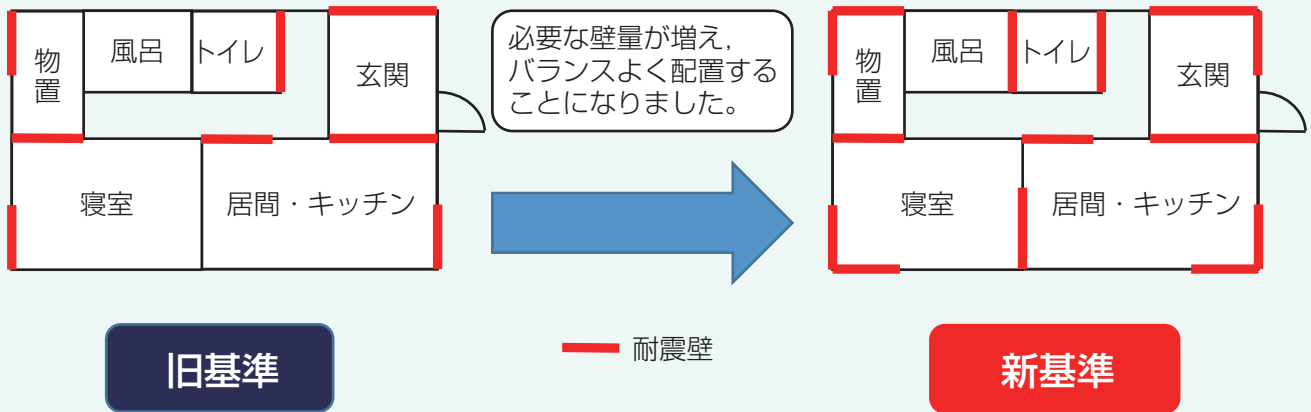 物置
風呂
トイレ
玄関
寝室
居間・キッチン
旧基準
必要な壁量が増え，
バランスよく配置する
ことになりました。
耐震壁
物置
風呂
トイレ
玄関
寝室
居間・キッチン
新基準